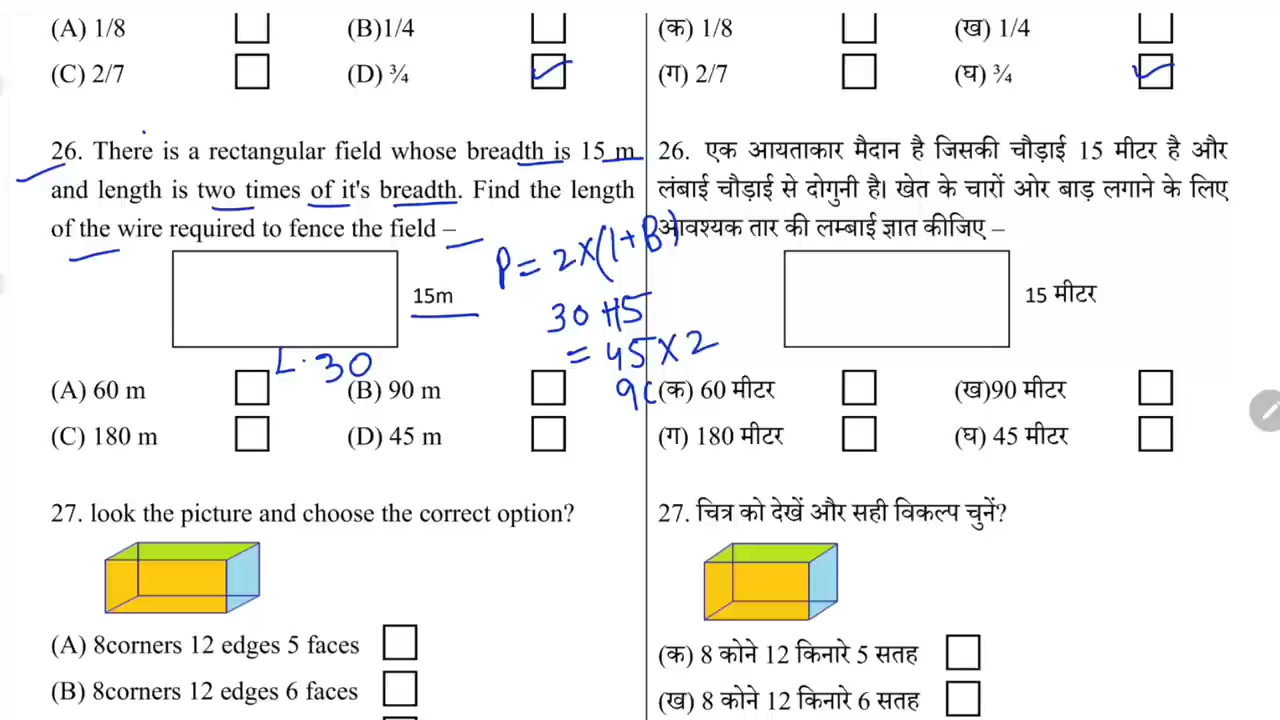 (A) 1/8 (B)1/4
(C) 2/7 (D) ¾
26. There is a rectangular field whose breadth is 15 m
and length is two times of it's breadth. Find the length
of the wire required to fence the field –
15m
L. 30
P = 2×(l+B)
30+15
= 45×2
90
(A) 60 m (B) 90 m
(C) 180 m (D) 45 m
27. look the picture and choose the correct option?
(A) 8corners 12 edges 5 faces
(B) 8corners 12 edges 6 faces
(क) 1/8 (ख) 1/4
(ग) 2/7 (घ) ¾
26. एक आयताकार मैदान है जिसकी चौड़ाई 15 मीटर है और
लंबाई चौड़ाई से दोगुनी है। खेत के चारों ओर बाड़ लगाने के लिए
आवश्यक तार की लम्बाई ज्ञात कीजिए –
15 मीटर
(क) 60 मीटर (ख)90 मीटर
(ग) 180 मीटर (घ) 45 मीटर
27. चित्र को देखें और सही विकल्प चुनें?
(क) 8 कोने 12 किनारे 5 सतह
(ख) 8 कोने 12 किनारे 6 सतह